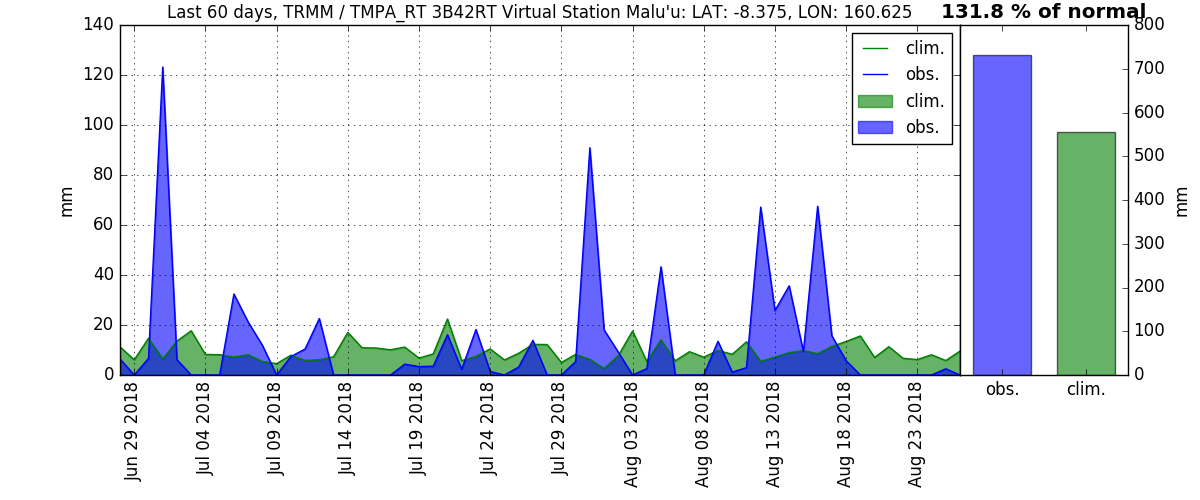 Last 60 days, TRMM / TMPA_RT 3B42RT Virtual Station Malu'u: LAT: -8.375, LON: 160.625
131.8 % of normal
mm
140
120
100
80
60
40
20
0
clim.
obs.
clim.
obs.
800
700
600
500
400
300
200
100
0
mm
Jun 29 2018
Jul 04 2018
Jul 09 2018
Jul 14 2018
Jul 19 2018
Jul 24 2018
Jul 29 2018
Aug 03 2018
Aug 08 2018
Aug 13 2018
Aug 18 2018
Aug 23 2018
obs.
clim.